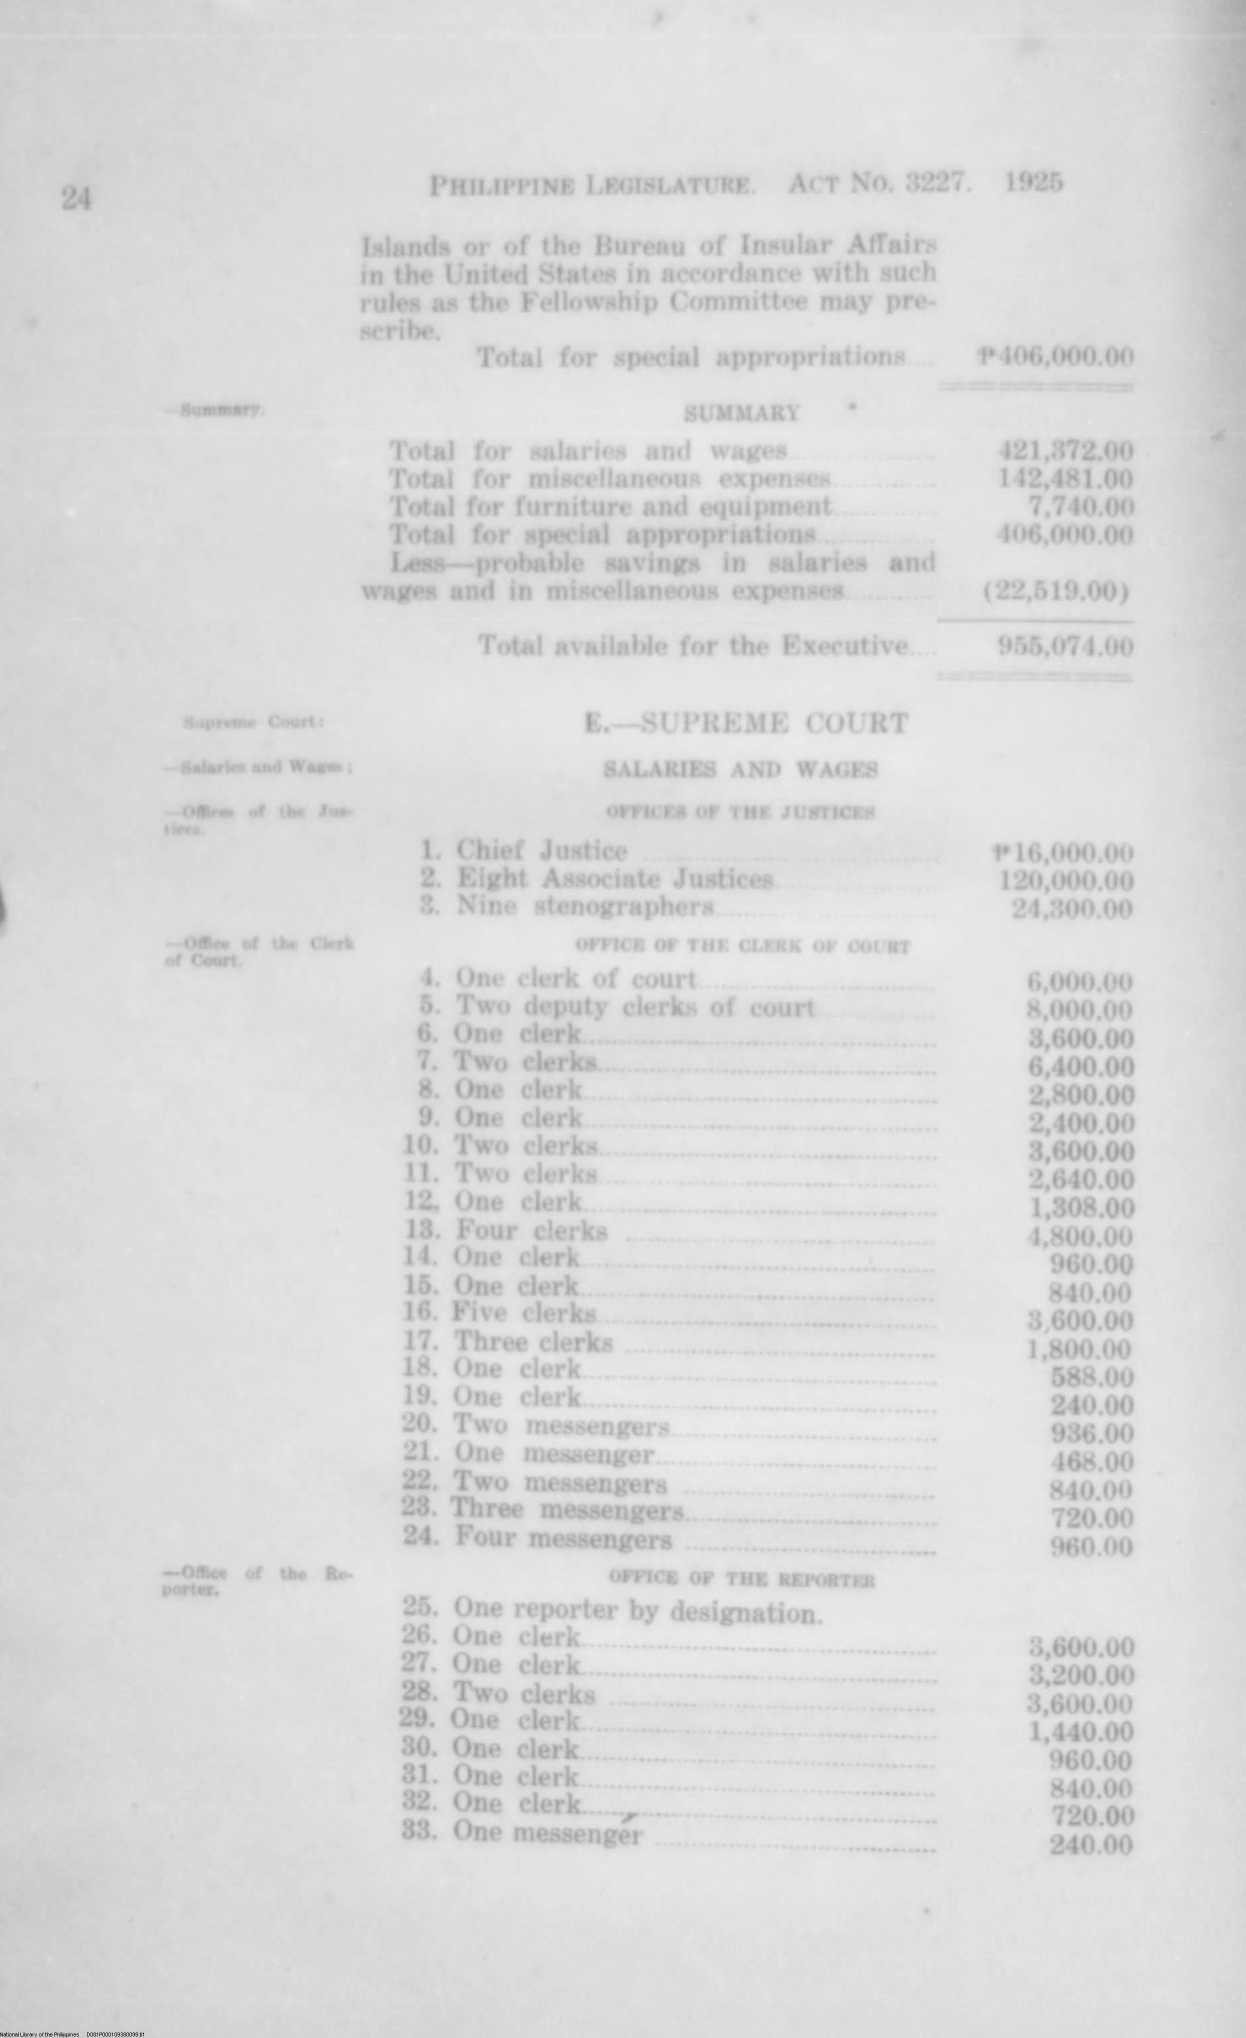 24
PHILIPPINE LEGISLATURE. ACT No. 3227. 1925
Islands or of the Bureau of Insular Affairs
in the United States in accordance with such
rules as the Fellowship Committee may pre-
scribe.
Total for special appropriations.... ₱406,000.00
—Summary.
SUMMARY
Total for salaries and wages.................... 421,372.00
Total for miscellaneous expenses.............. 142,481.00
Total for furniture and equipment............. 7,740.00
Total for special appropriations................ 406,000.00
Less—probable savings in salaries and
wages and in miscellaneous expenses............ (22,519.00)
Total available for the Executive.... 955,074.00
Supreme Court:
E.—SUPREME COURT
—Salaries and Wages:
SALARIES AND WAGES
—Offices of the Jus-
tices.
OFFICES OF THE JUSTICES
1. Chief Justice ........................................ ₱16,000.00
2. Eight Associate Justices...................... 120,000.00
3. Nine stenographers............................. 24,300.00
—Office of the Clerk
of Court.
OFFICE OF THE CLERK OF COURT
4. One clerk of court................................ 6,000.00
5. Two deputy clerks of court................ 8,000.00
6. One clerk................................................ 3,600.00
7. Two clerks.............................................. 6,400.00
8. One clerk................................................ 2,800.00
9. One clerk................................................ 2,400.00
10. Two clerks.............................................. 3,600.00
11. Two clerks.............................................. 2,640.00
12. One clerk................................................ 1,308.00
13. Four clerks ............................................ 4,800.00
14. One clerk................................................ 960.00
15. One clerk................................................ 840.00
16. Five clerks.............................................. 3,600.00
17. Three clerks .......................................... 1,800.00
18. One clerk................................................ 588.00
19. One clerk................................................ 240.00
20. Two messengers.................................... 936.00
21. One messenger...................................... 468.00
22. Two messengers ................................... 840.00
23. Three messengers.................................. 720.00
24. Four messengers .................................. 960.00
—Office of the Re-
porter.
OFFICE OF THE REPORTER
25. One reporter by designation.
26. One clerk................................................ 3,600.00
27. One clerk................................................ 3,200.00
28. Two clerks ............................................. 3,600.00
29. One clerk................................................ 1,440.00
30. One clerk................................................ 960.00
31. One clerk................................................ 840.00
32. One clerk................................................ 720.00
33. One messenger ..................................... 240.00
National Library of the Philippines